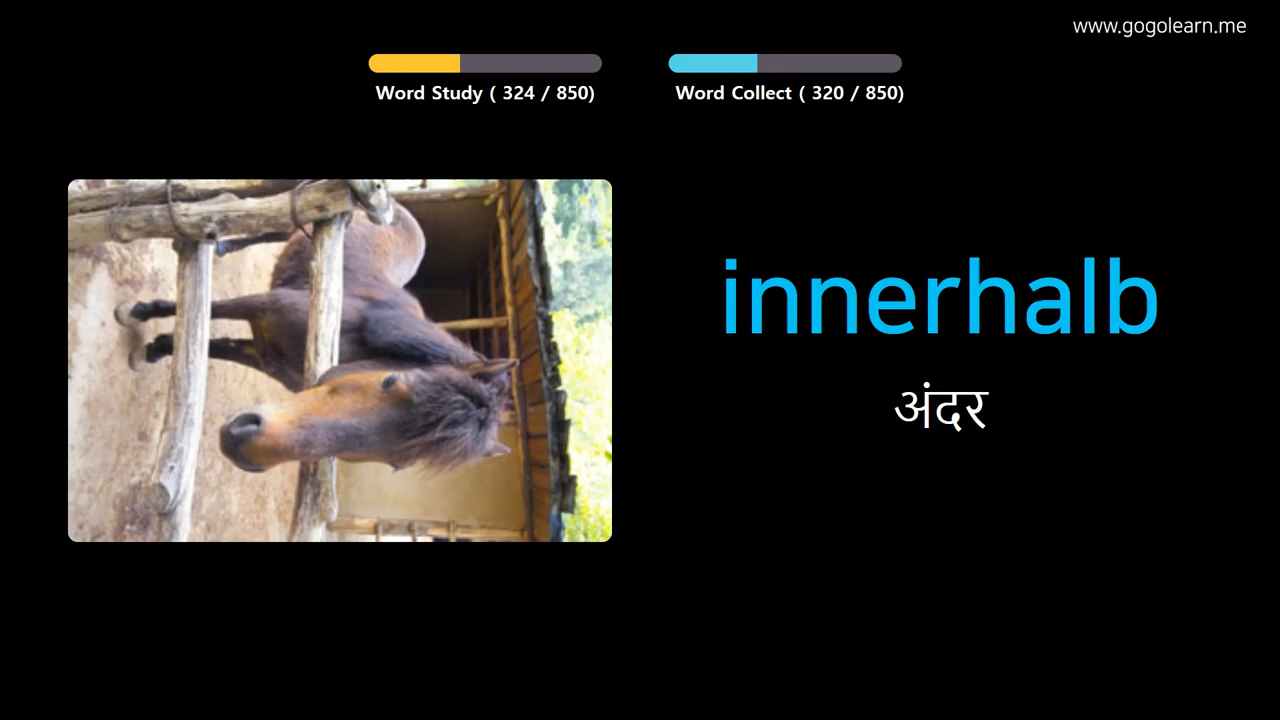 www.gogolearn.me
Word Study ( 324 / 850)
Word Collect ( 320 / 850)
innerhalb
अंदर